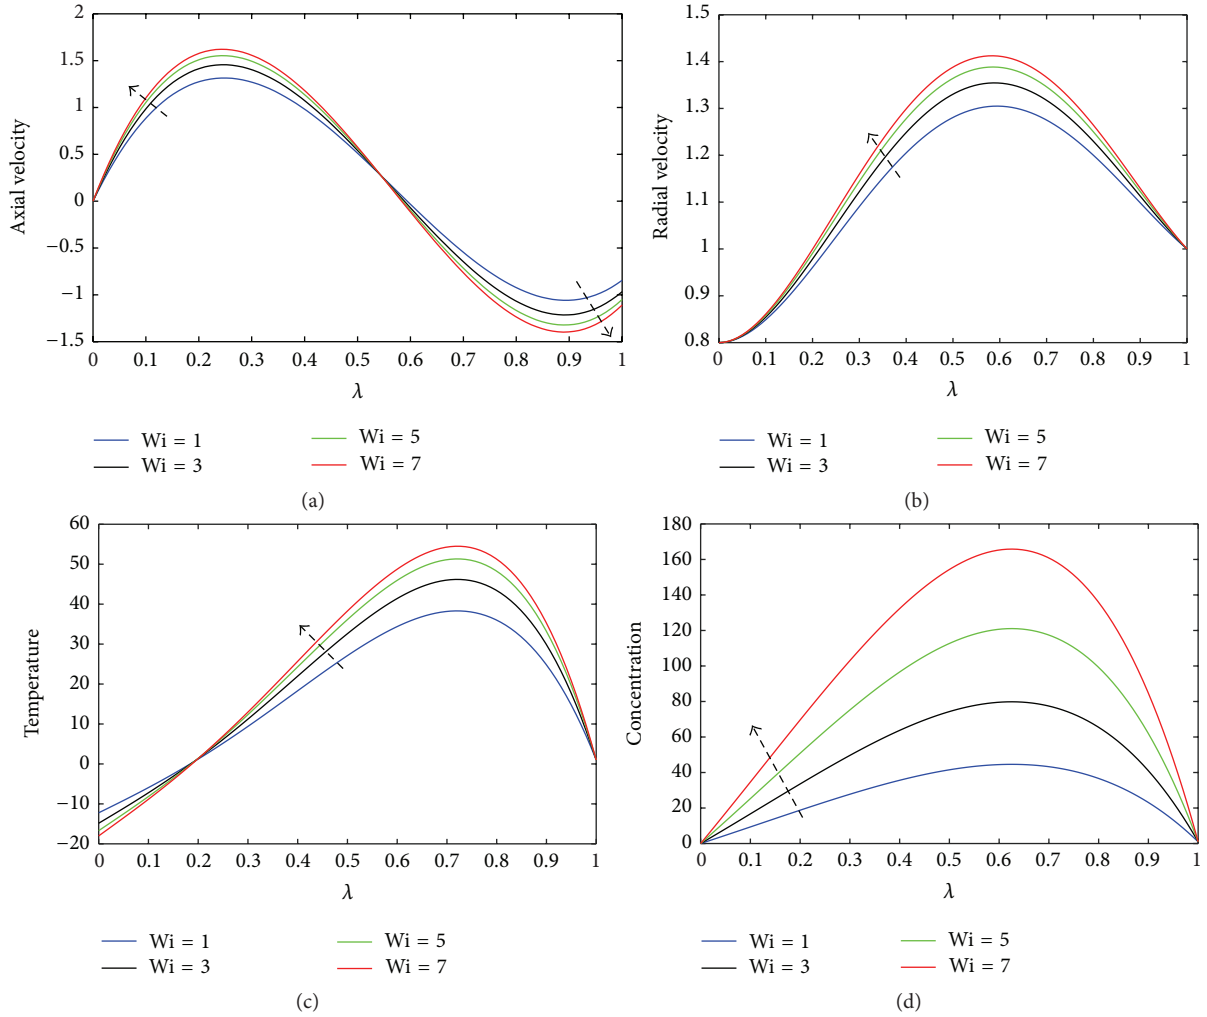 2
1.5
1
0.5
0
−0.5
−1
−1.5
Axial velocity
0 0.1 0.2 0.3 0.4 0.5 0.6 0.7 0.8 0.9 1
λ
Wi = 1 Wi = 5
Wi = 3 Wi = 7
(a)
1.5
1.4
1.3
1.2
1.1
1
0.9
0.8
Radial velocity
0 0.1 0.2 0.3 0.4 0.5 0.6 0.7 0.8 0.9 1
λ
Wi = 1 Wi = 5
Wi = 3 Wi = 7
(b)
60
50
40
30
20
10
0
−10
−20
Temperature
0 0.1 0.2 0.3 0.4 0.5 0.6 0.7 0.8 0.9 1
λ
Wi = 1 Wi = 5
Wi = 3 Wi = 7
(c)
180
160
140
120
100
80
60
40
20
0
Concentration
0 0.1 0.2 0.3 0.4 0.5 0.6 0.7 0.8 0.9 1
λ
Wi = 1 Wi = 5
Wi = 3 Wi = 7
(d)